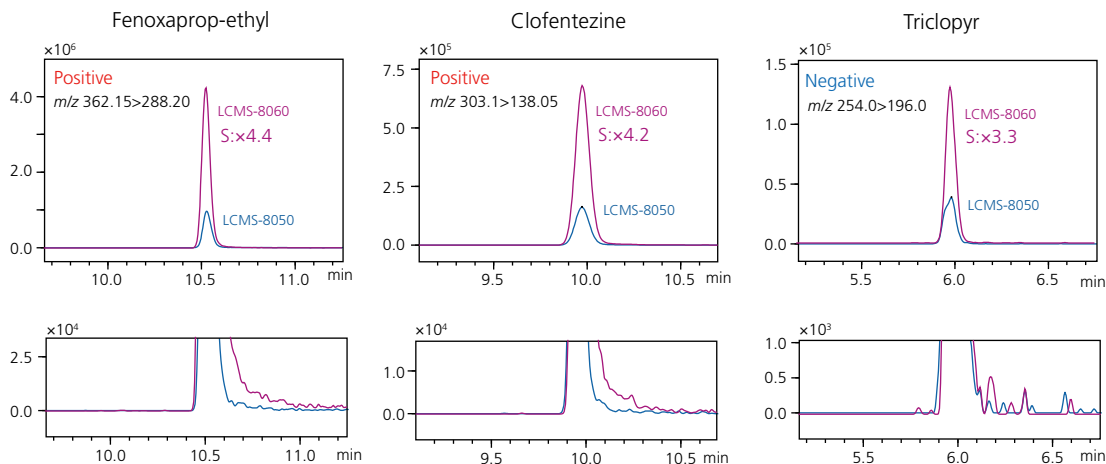 Fenoxaprop-ethyl
×10⁶
Positive
m/z 362.15>288.20
LCMS-8060
S:×4.4
LCMS-8050
4.0
2.0
0.0
10.0 10.5 11.0 min
Clofentezine
×10⁵
Positive
m/z 303.1>138.05
LCMS-8060
S:×4.2
LCMS-8050
7.5
5.0
2.5
0.0
9.5 10.0 10.5 min
Triclopyr
×10⁵
Negative
m/z 254.0>196.0
LCMS-8060
S:×3.3
LCMS-8050
1.5
1.0
0.5
0.0
5.5 6.0 6.5 min
×10⁴
2.5
0.0
10.0 10.5 11.0 min
×10⁴
1.0
0.0
9.5 10.0 10.5 min
×10³
1.0
0.5
0.0
5.5 6.0 6.5 min